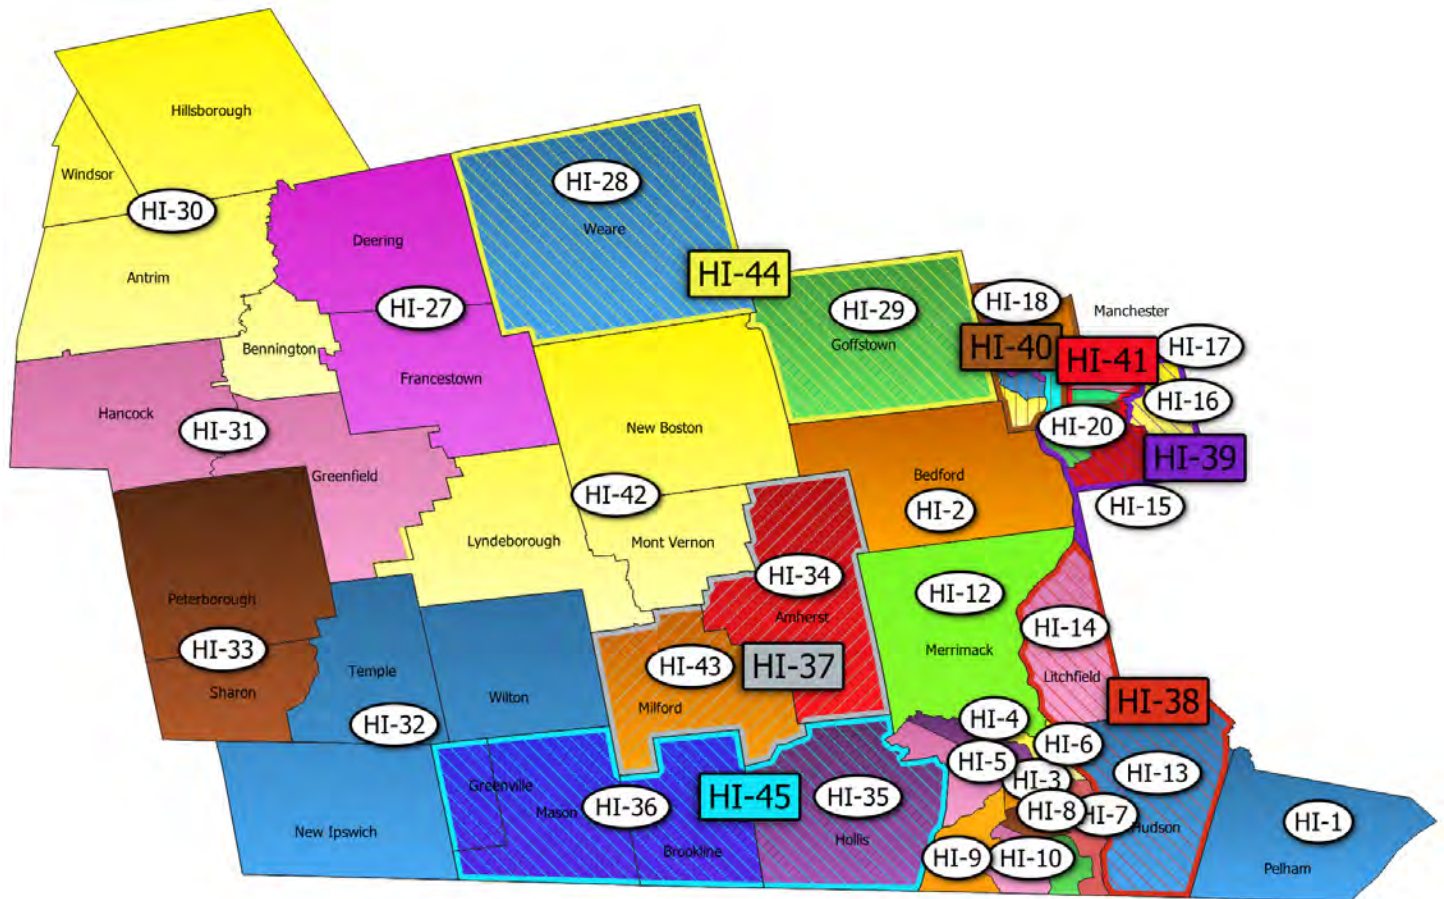 Hillsborough
Windsor
HI-30
Antrim
Deering
HI-28
Weare
HI-44
HI-27
HI-29
Goffstown
HI-18
Manchester
HI-40
HI-41
HI-17
HI-16
HI-20
HI-39
HI-15
Bennington
Francestown
Hancock
HI-31
Greenfield
New Boston
HI-42
Bedford
HI-2
Lyndeborough
Mont Vernon
HI-34
Amherst
HI-12
Merrimack
HI-14
Litchfield
Peterborough
HI-33
Sharon
Temple
HI-32
Wilton
HI-43
HI-37
Milford
HI-38
HI-4
HI-6
HI-5
HI-3
HI-13
HI-8
HI-7
Hudson
HI-1
Pelham
Greenville
HI-36
Mason
HI-45
HI-35
Hollis
Brookline
New Ipswich
HI-9
HI-10